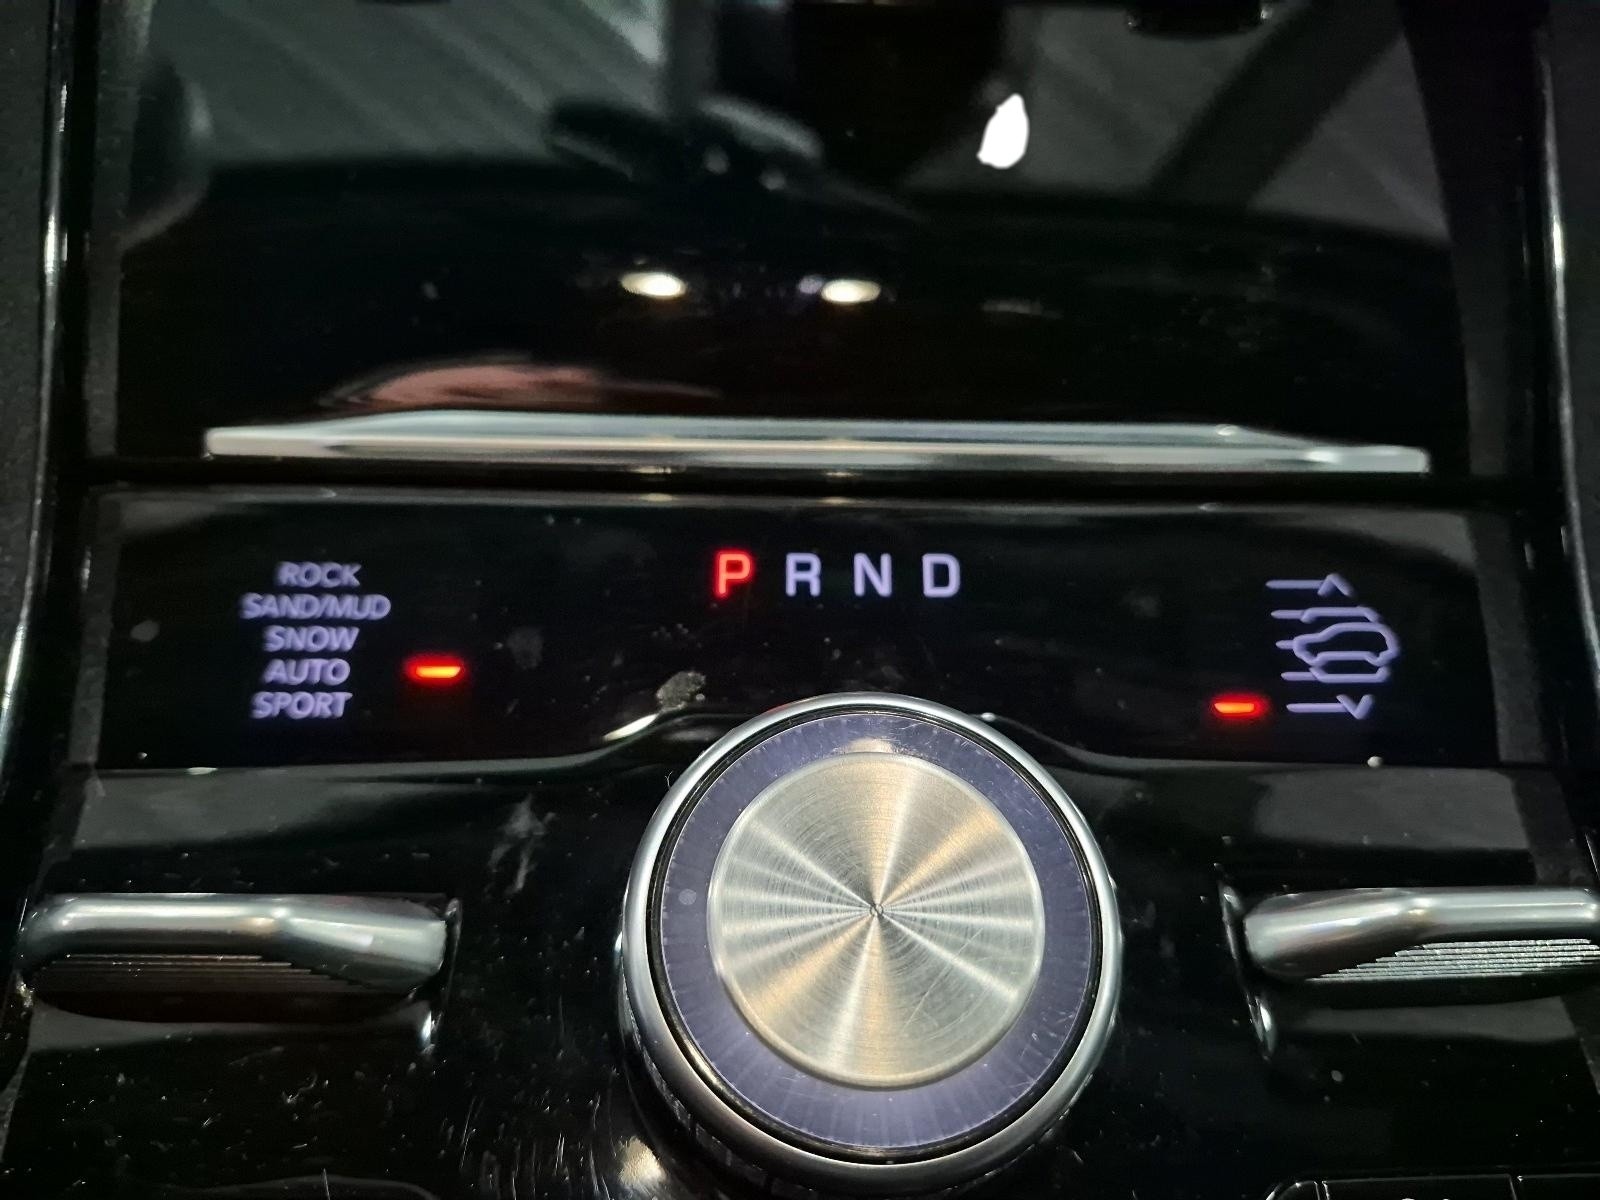 P R N D
ROCK
SAND/MUD
SNOW
AUTO
SPORT